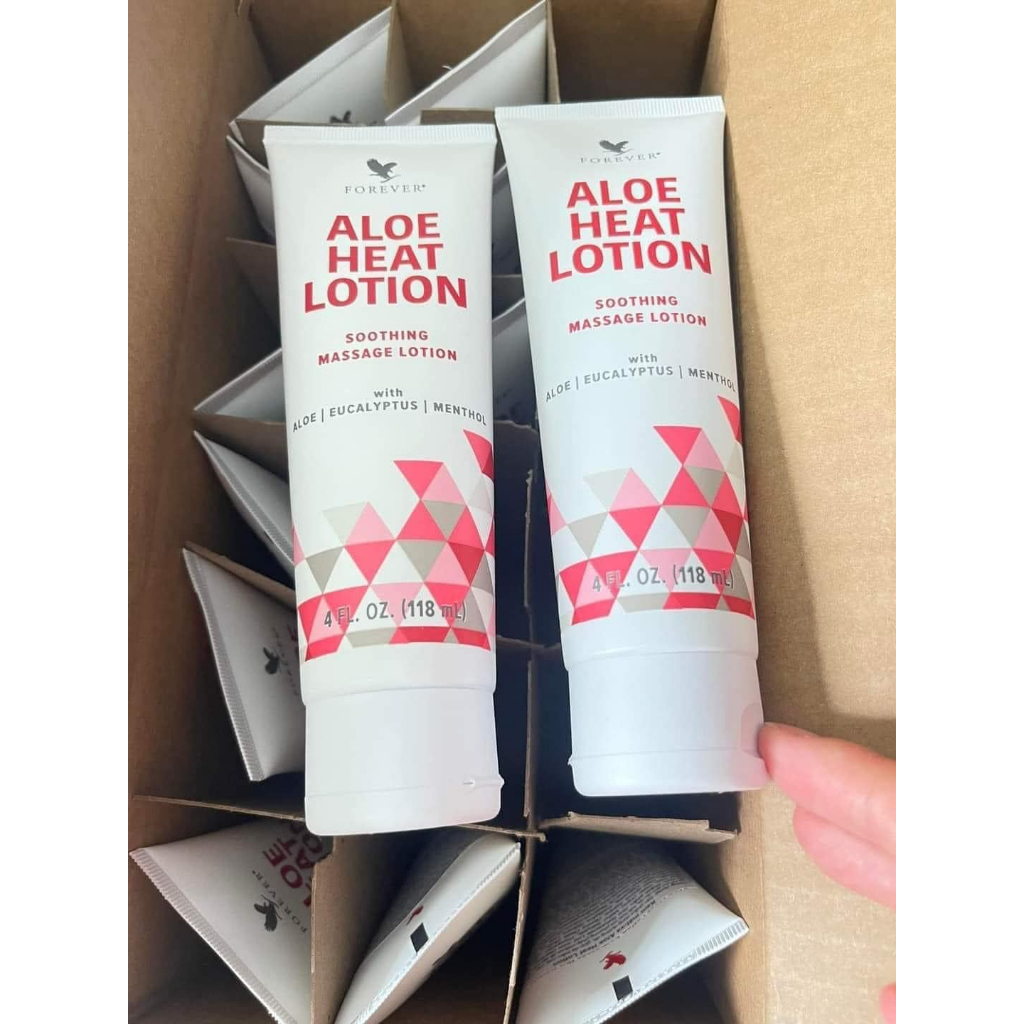 FOREVER®
ALOE
HEAT
LOTION
SOOTHING
MASSAGE LOTION
with
ALOE | EUCALYPTUS | MENTHOL
4 FL. OZ. (118 mL)
FOREVER®
ALOE
HEAT
LOTION
SOOTHING
MASSAGE LOTION
with
ALOE | EUCALYPTUS | MENTHOL
4 FL. OZ. (118 mL)
FOREVER®